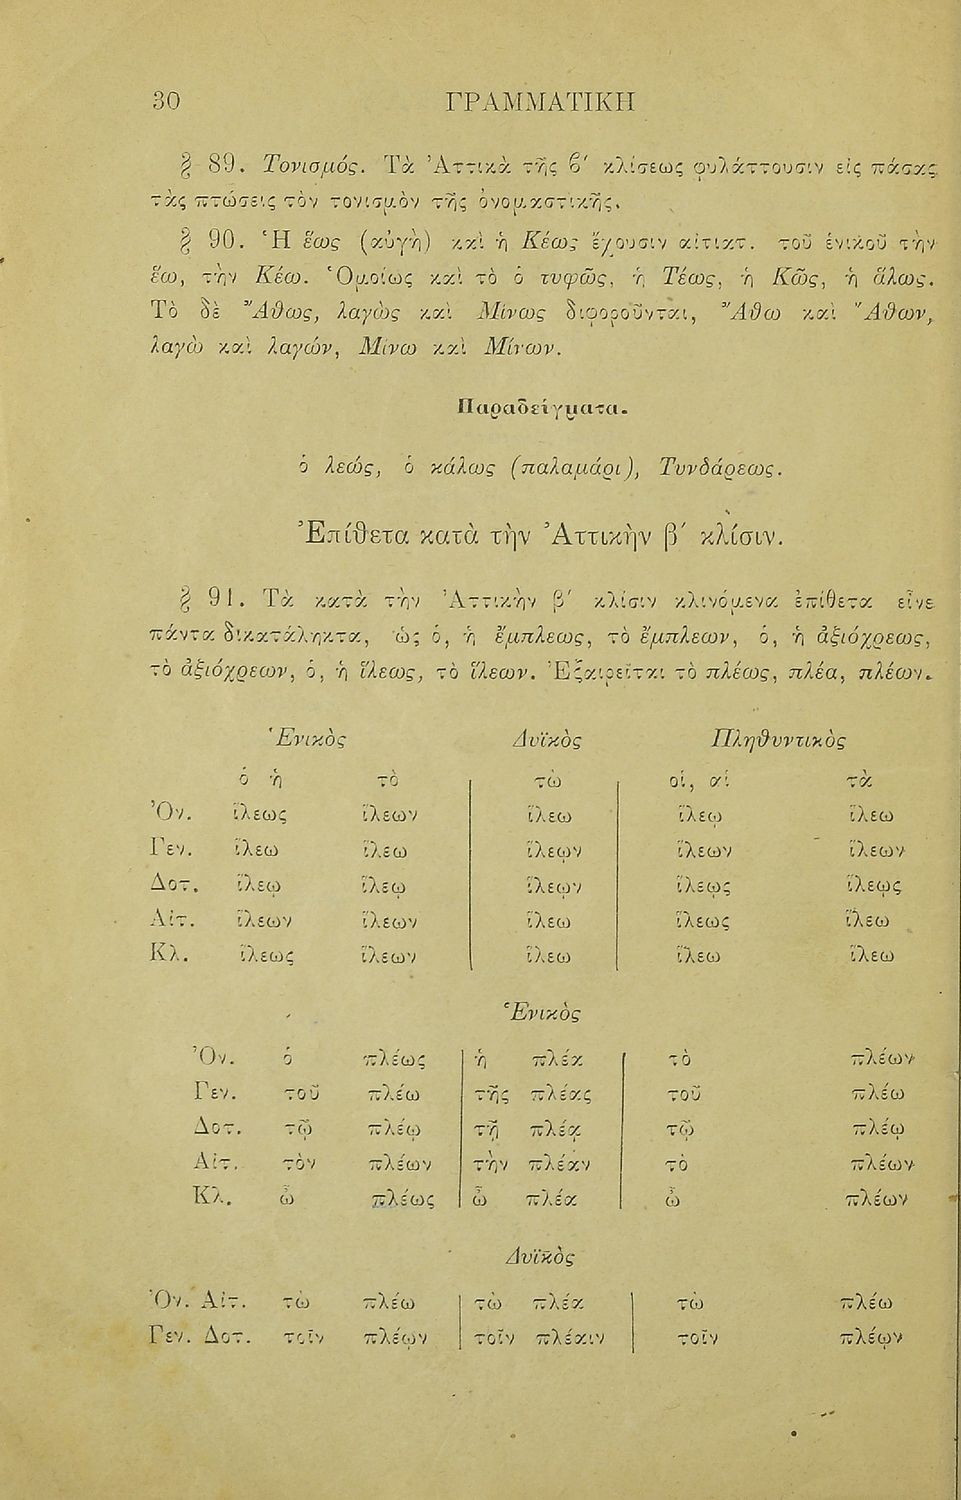 30 ΓΡΑΜΜΑΤΙΚΗ
§ 89. Τονισμός. Τὰ Ἀττικὰ τῆς ϐ′ κλίσεως φυλάττουσιν εἰς πάσας
τὰς πτώσεις τὸν τονισμὸν τῆς ὀνομαστικῆς.
§ 90. Ἡ ἕως (αὐγὴ) καὶ ἡ Κέως ἔχουσιν αἰτιατ. τοῦ ἑνικοῦ τὴν
ἕω, τὴν Κέω. Ὁμοίως καὶ τὸ ὁ τυφῶς, ἡ Τέως, ἡ Κῶς, ἡ ἅλως.
Τὸ δὲ Ἄθως, λαγὼς καὶ Μίνως διφοροῦνται, Ἄθω καὶ Ἄθων,
λαγὼ καὶ λαγών, Μίνω καὶ Μίνων.
Παραδείγματα.
ὁ λεώς, ὁ κάλως (παλαμάρι), Τυνδάρεως.
Ἐπίθετα κατὰ τὴν Ἀττικὴν β′ κλίσιν.
§ 91. Τὰ κατὰ τὴν Ἀττικὴν β′ κλίσιν κλινόμενα ἐπίθετα εἶνε
πάντα δικατάληκτα, ὡς ὁ, ἡ ἔμπλεως, τὸ ἔμπλεων, ὁ, ἡ ἀξιόχρεως,
τὸ ἀξιόχρεων, ὁ, ἡ ἵλεως, τὸ ἵλεων. Ἐξαιρεῖται τὸ πλέως, πλέα, πλέων.
Ἑνικὸς Δυϊκὸς Πληθυντικὸς
ὁ ἡ τὸ τὼ οἱ, αἱ τὰ
Ὀν. ἵλεως ἵλεων ἵλεω ἵλεῳ ἵλεω
Γεν. ἵλεω ἵλεω ἵλεῳν ἵλεων ἵλεων
Δοτ. ἵλεῳ ἵλεῳ ἵλεῳν ἵλεῳς ἵλεῳς
Αἰτ. ἵλεων ἵλεων ἵλεω ἵλεως ἵλεω
Κλ. ἵλεως ἵλεων ἵλεω ἵλεω ἵλεω
Ἑνικὸς
Ὀν. ὁ πλέως ἡ πλέα τὸ πλέων
Γεν. τοῦ πλέω τῆς πλέας τοῦ πλέω
Δοτ. τῷ πλέῳ τῇ πλέᾳ τῷ πλέῳ
Αἰτ. τὸν πλέων τὴν πλέαν τὸ πλέων
Κλ. ὦ πλέως ὦ πλέα ὦ πλέων
Δυϊκὸς
Ὀν. Αἰτ. τὼ πλέω τὼ πλέα τὼ πλέω
Γεν. Δοτ. τοῖν πλέῳν τοῖν πλέαιν τοῖν πλέῳν